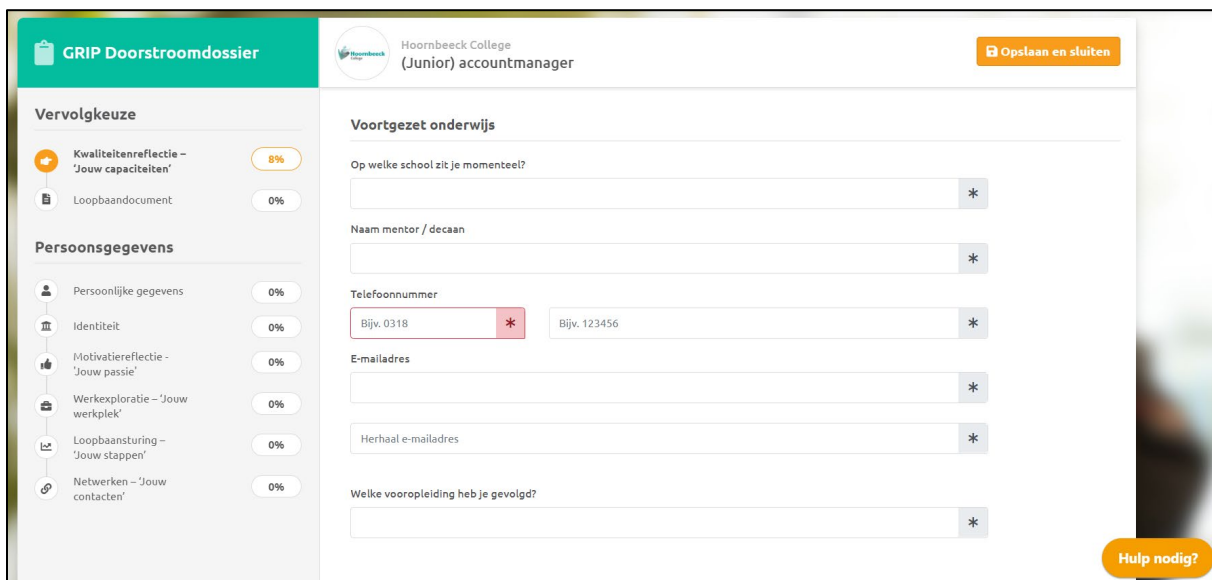 GRIP Doorstroomdossier
Hoornbeeck
College
Hoornbeeck College
(Junior) accountmanager
Opslaan en sluiten
Vervolgkeuze
Kwaliteitenreflectie –
‘Jouw capaciteiten’
8%
Loopbaandocument
0%
Persoonsgegevens
Persoonlijke gegevens
0%
Identiteit
0%
Motivatiereflectie -
'Jouw passie'
0%
Werkexploratie – ‘Jouw
werkplek’
0%
Loopbaansturing –
‘Jouw stappen’
0%
Netwerken – ‘Jouw
contacten’
0%
Voortgezet onderwijs
Op welke school zit je momenteel?
*
Naam mentor / decaan
*
Telefoonnummer
Bijv. 0318 *
Bijv. 123456 *
E-mailadres
*
Herhaal e-mailadres *
Welke vooropleiding heb je gevolgd?
*
Hulp nodig?